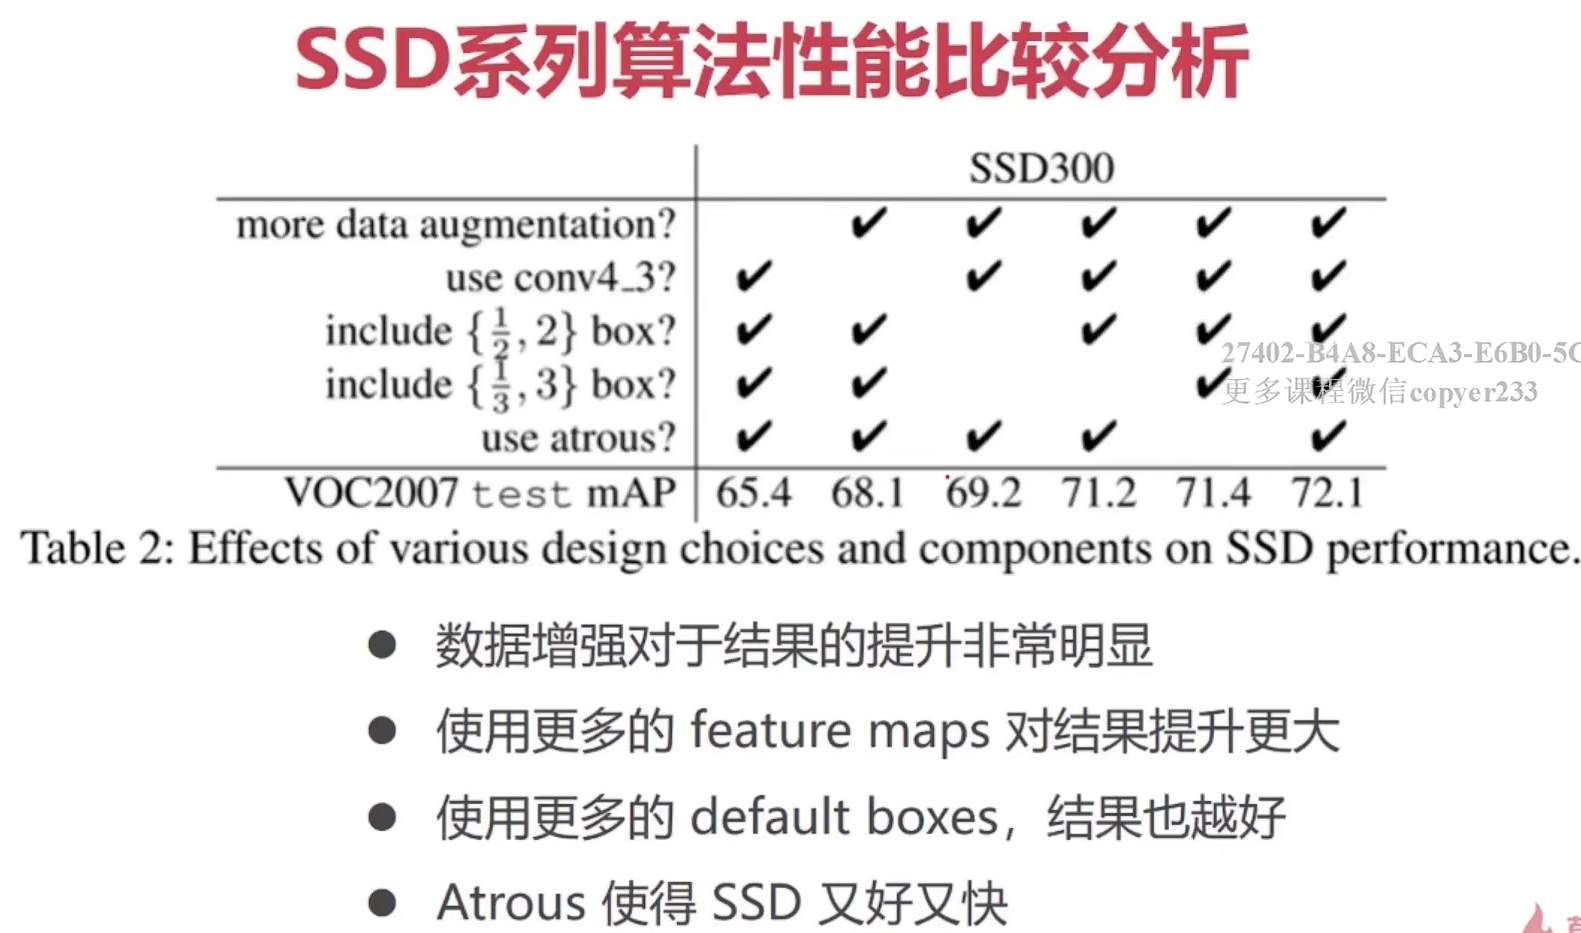 SSD系列算法性能比较分析
SSD300
more data augmentation? ✔ ✔ ✔ ✔ ✔
use conv4_3? ✔ ✔ ✔ ✔ ✔
include {1/2, 2} box? ✔ ✔ ✔ ✔ ✔
27402-B4A8-ECA3-E6B0-5
include {1/3, 3} box? ✔ ✔ ✔ ✔
更多课程微信copyer233
use atrous? ✔ ✔ ✔ ✔ ✔
VOC2007 test mAP 65.4 68.1 69.2 71.2 71.4 72.1
Table 2: Effects of various design choices and components on SSD performance.
● 数据增强对于结果的提升非常明显
● 使用更多的 feature maps 对结果提升更大
● 使用更多的 default boxes，结果也越好
● Atrous 使得 SSD 又好又快